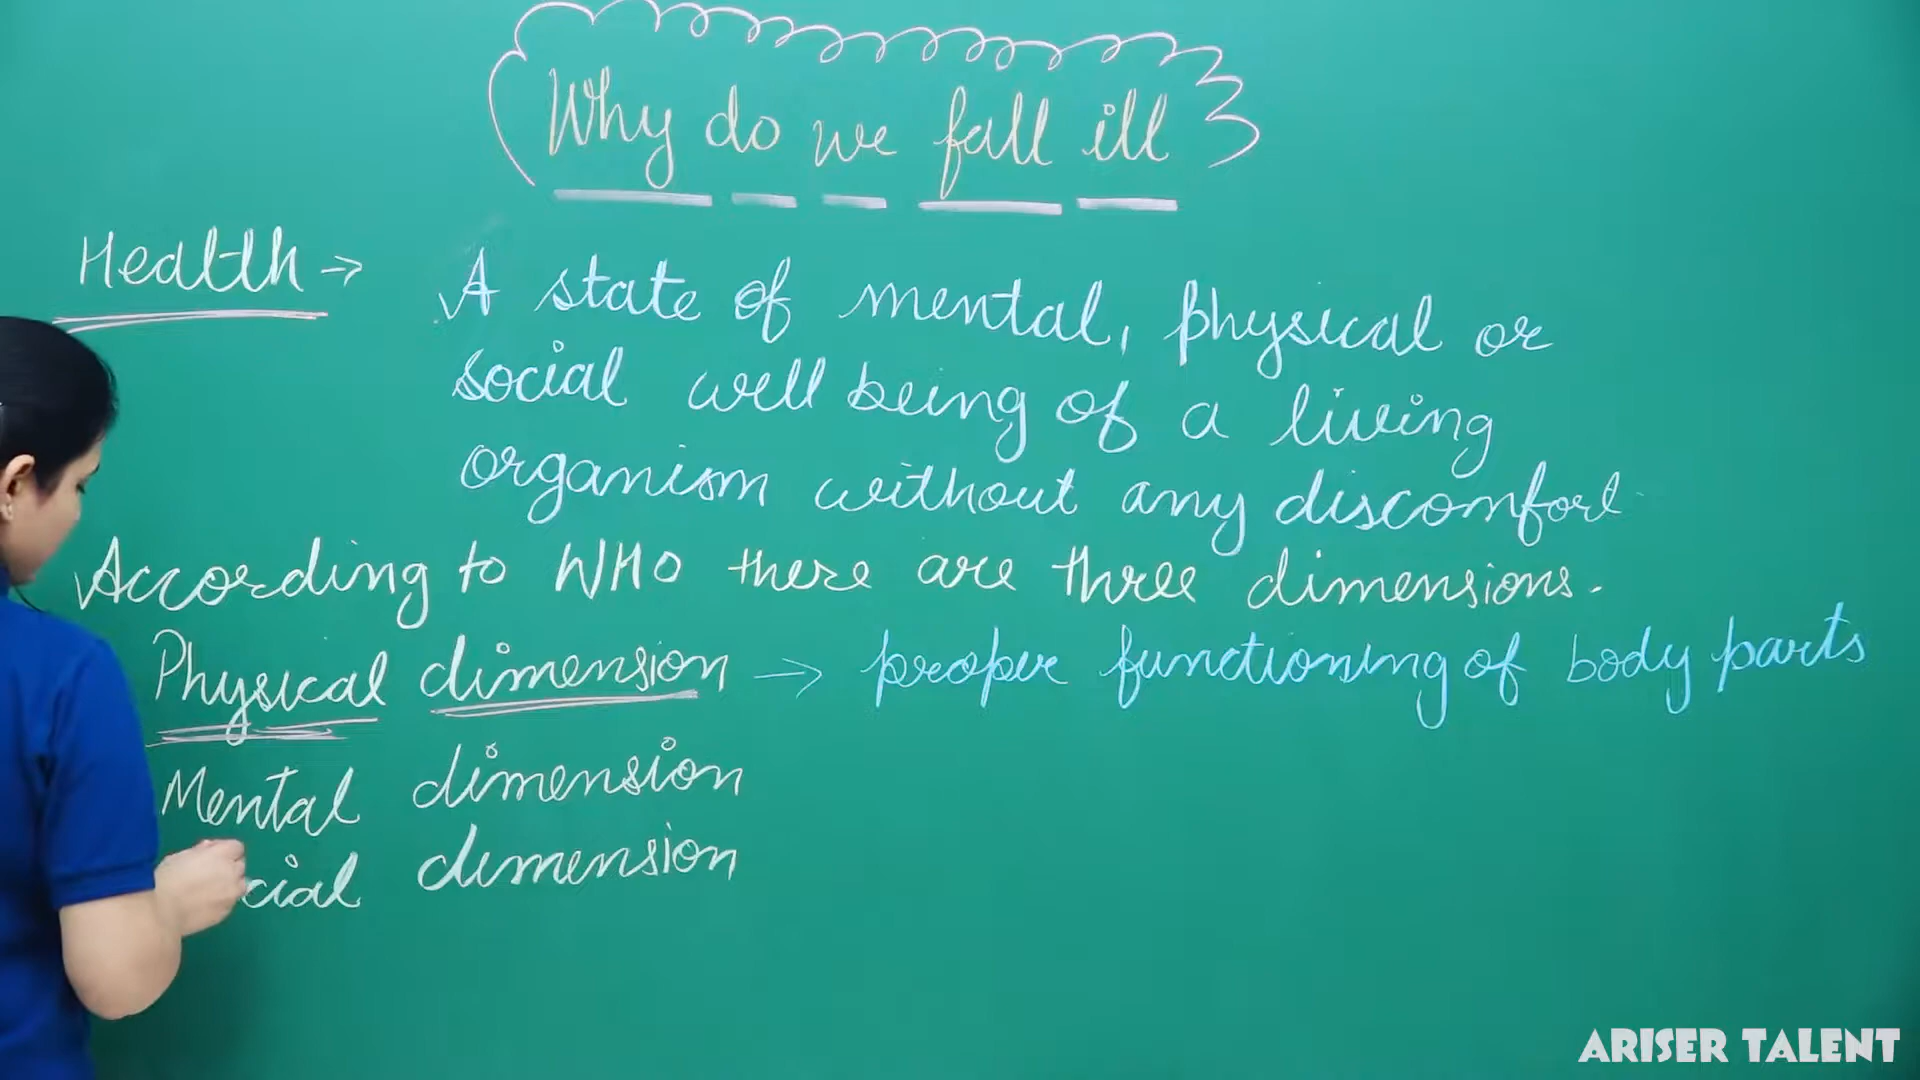 Why do we fall ill
Health → A state of mental, physical or
social well being of a living
organism without any discomfort
According to WHO there are three dimensions.
Physical dimension → proper functioning of body parts
Mental dimension
cial dimension
ARISER TALENT